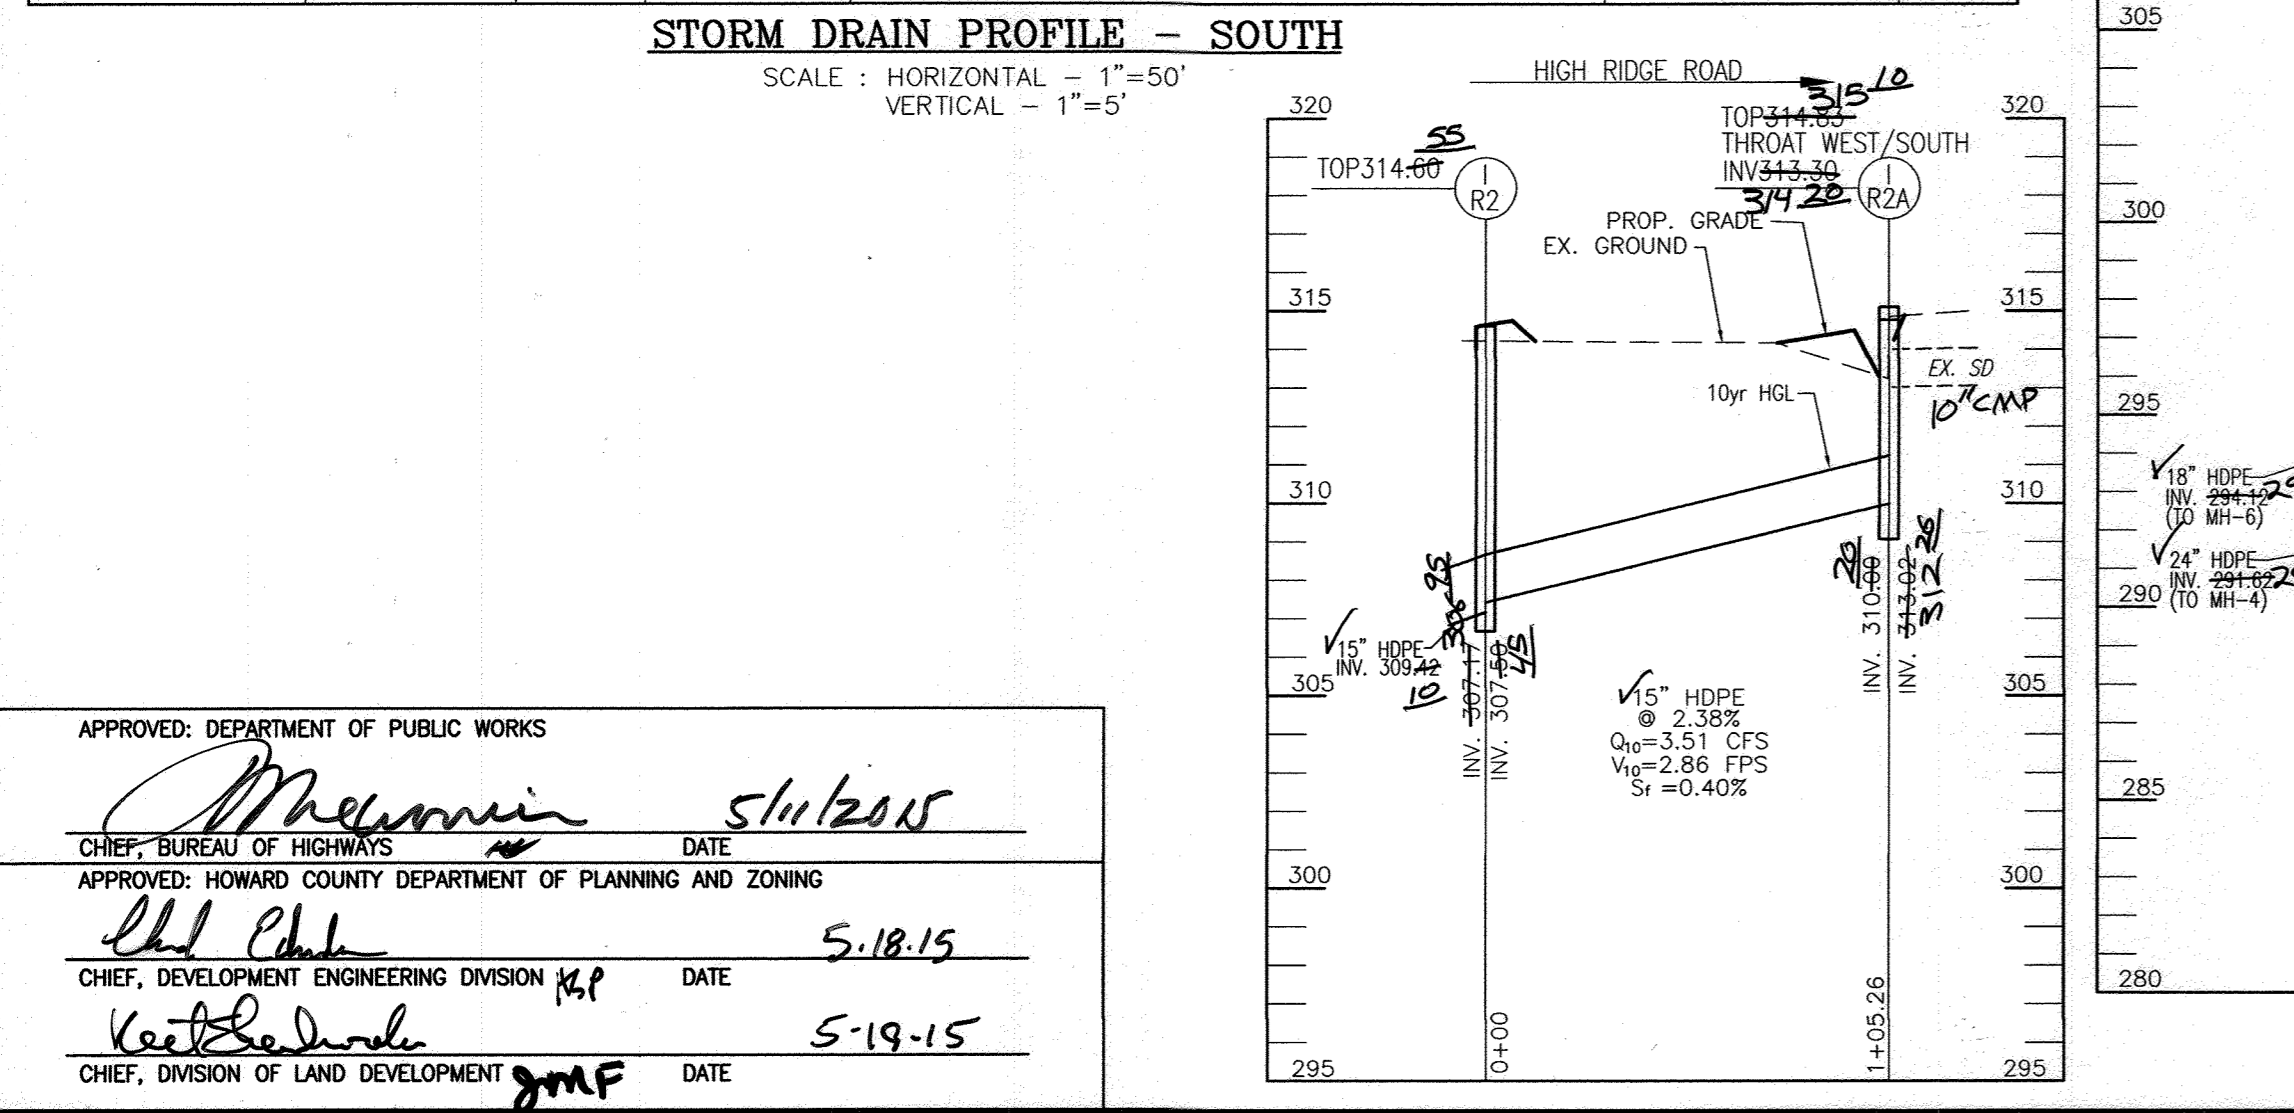 STORM DRAIN PROFILE – SOUTH
SCALE : HORIZONTAL – 1"=50'
VERTICAL – 1"=5'
HIGH RIDGE ROAD
320
55
TOP314.60
I
R2
315 10
TOP314.83
THROAT WEST/SOUTH
INV313.30
314 20
I
R2A
320
PROP. GRADE
EX. GROUND
315
315
EX. SD
10" CMP
10yr HGL
310
310
306 95
15" HDPE
INV. 309.42
10
INV. 307.17
INV. 307.50
45
20
INV. 310.00
INV. 313.02
312 26
305
305
15" HDPE
@ 2.38%
Q10=3.51 CFS
V10=2.86 FPS
Sf =0.40%
300
300
295
0+00
1+05.26
295
305
300
295
18" HDPE
INV. 294.12
(TO MH-6)
24" HDPE
INV. 291.62
290
(TO MH-4)
285
280
APPROVED: DEPARTMENT OF PUBLIC WORKS
5/11/2015
CHIEF, BUREAU OF HIGHWAYS
DATE
APPROVED: HOWARD COUNTY DEPARTMENT OF PLANNING AND ZONING
5.18.15
CHIEF, DEVELOPMENT ENGINEERING DIVISION
DATE
5-19-15
CHIEF, DIVISION OF LAND DEVELOPMENT JMF
DATE